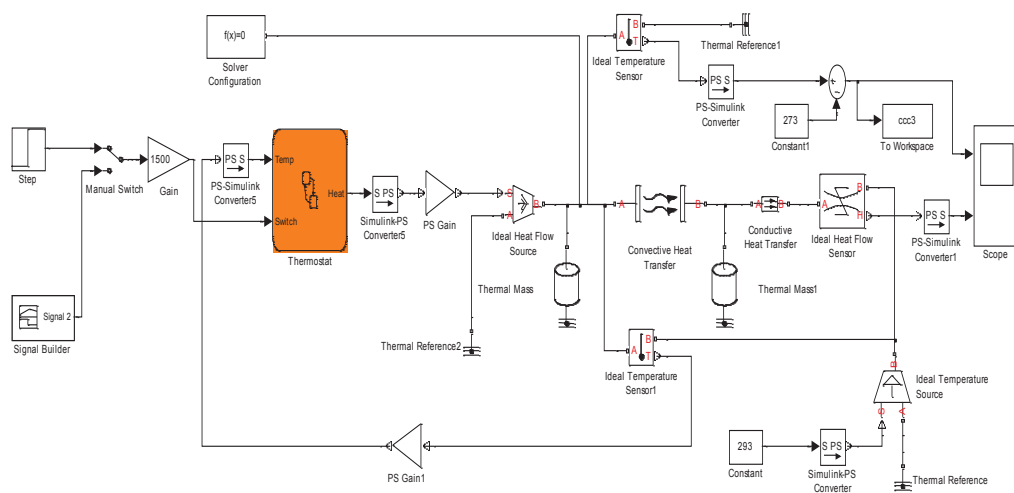 f(x)=0
Solver
Configuration
B
A
T
Ideal Temperature
Sensor
Thermal Reference1
PS S
PS-Simulink
Converter
273
Constant1
ccc3
To Workspace
Scope
Step
Manual Switch
1500
Gain
PS S
PS-Simulink
Converter5
Temp
Heat
Switch
Thermostat
S PS
Simulink-PS
Converter5
PS Gain
S
A
B
Ideal Heat Flow
Source
A
B
Convective Heat
Transfer
A
B
Conductive Heat
Transfer
A
B
H
Ideal Heat Flow
Sensor
PS S
PS-Simulink
Converter1
Thermal Mass
Thermal Mass1
Signal 2
Signal Builder
Thermal Reference2
A
B
T
Ideal Temperature
Sensor1
B
S
A
Ideal Temperature
Source
PS Gain1
293
Constant
S PS
Simulink-PS
Converter
Thermal Reference